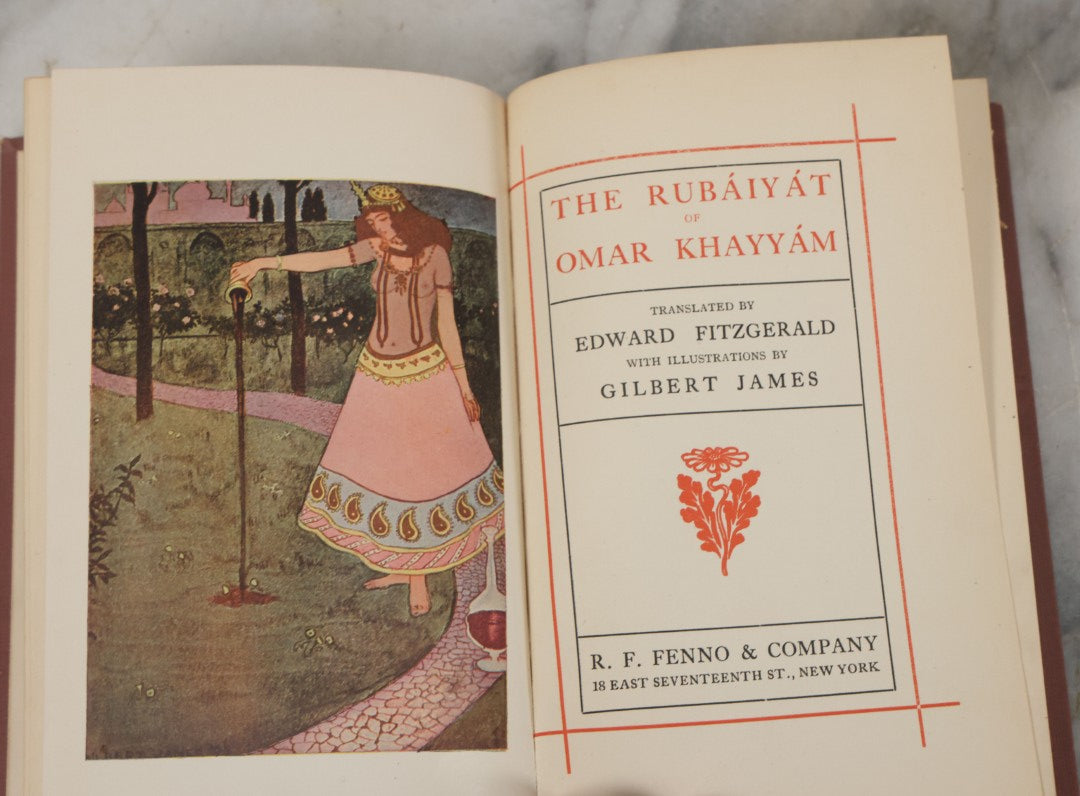 THE RUBÁIYÁT
OF
OMAR KHAYYÁM
TRANSLATED BY
EDWARD FITZGERALD
WITH ILLUSTRATIONS BY
GILBERT JAMES
R. F. FENNO & COMPANY
18 EAST SEVENTEENTH ST., NEW YORK